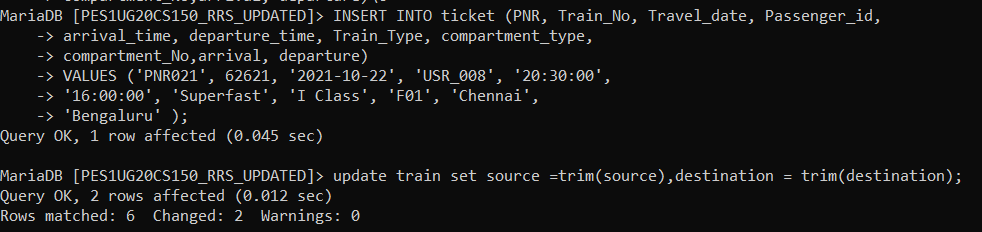 MariaDB [PES1UG20CS150_RRS_UPDATED]> INSERT INTO ticket (PNR, Train_No, Travel_date, Passenger_id,
    -> arrival_time, departure_time, Train_Type, compartment_type,
    -> compartment_No,arrival, departure)
    -> VALUES ('PNR021', 62621, '2021-10-22', 'USR_008', '20:30:00',
    -> '16:00:00', 'Superfast', 'I Class', 'F01', 'Chennai',
    -> 'Bengaluru' );
Query OK, 1 row affected (0.045 sec)

MariaDB [PES1UG20CS150_RRS_UPDATED]> update train set source =trim(source),destination = trim(destination);
Query OK, 2 rows affected (0.012 sec)
Rows matched: 6  Changed: 2  Warnings: 0